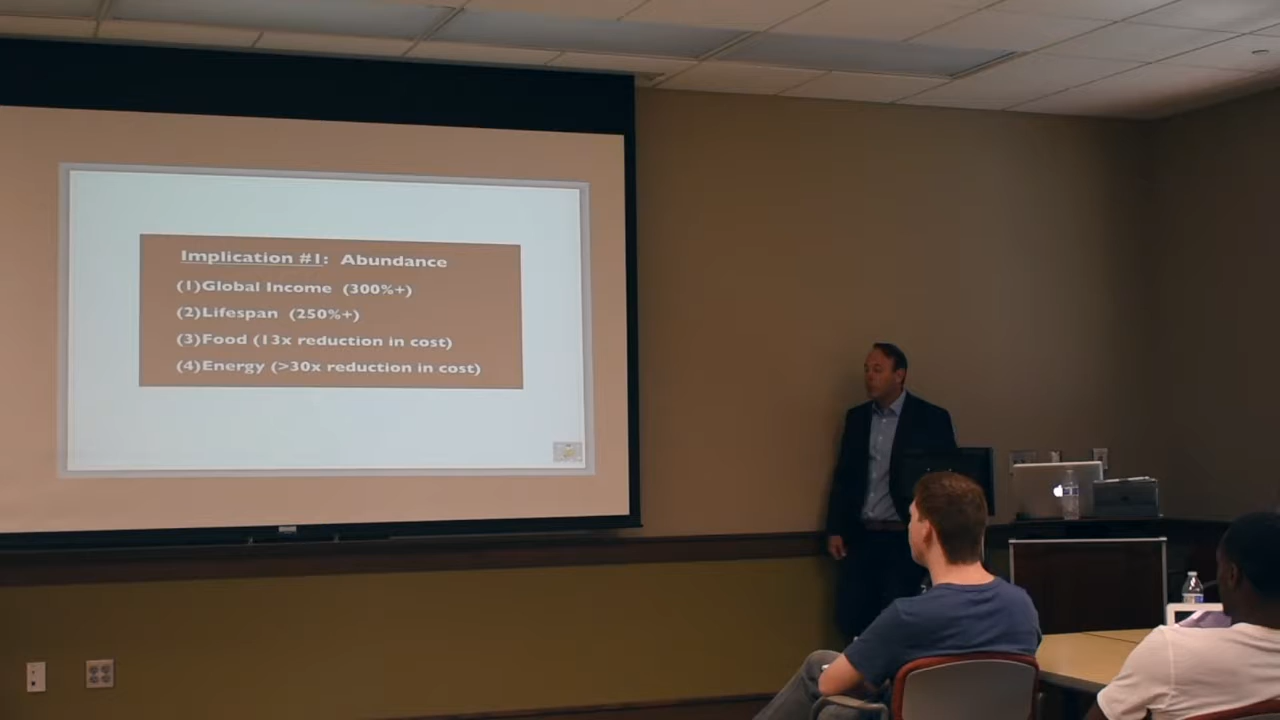 Implication #1: Abundance
(1)Global Income (300%+)
(2)Lifespan (250%+)
(3)Food (13x reduction in cost)
(4)Energy (>30x reduction in cost)